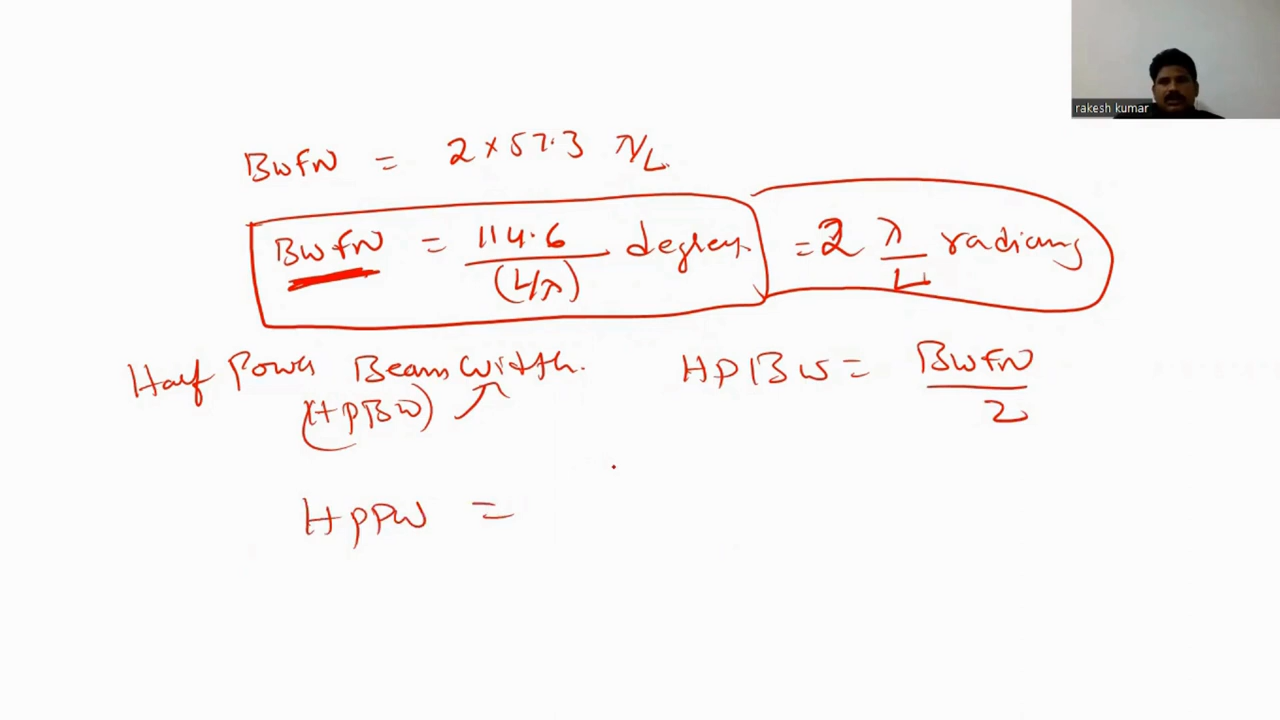 rakesh kumar
BWFN = 2 × 57.3 λ/L
BWFN = 114.6/(L/λ) degrees = 2 λ/L radians
Half Power Beam Width. HPBW = BWFN/2
(HPBW)
HPPW =